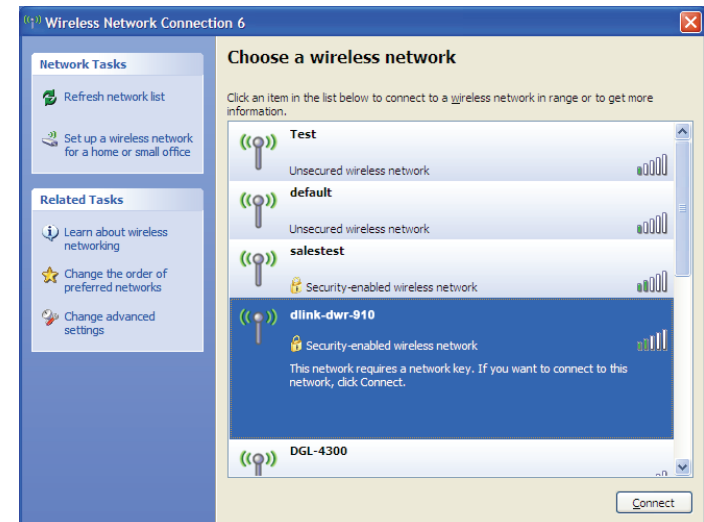 Wireless Network Connection 6
Network Tasks
Refresh network list
Set up a wireless network
for a home or small office
Related Tasks
Learn about wireless
networking
Change the order of
preferred networks
Change advanced
settings
Choose a wireless network
Click an item in the list below to connect to a wireless network in range or to get more
information.
Test
Unsecured wireless network
default
Unsecured wireless network
salestest
Security-enabled wireless network
dlink-dwr-910
Security-enabled wireless network
This network requires a network key. If you want to connect to this
network, click Connect.
DGL-4300
Connect